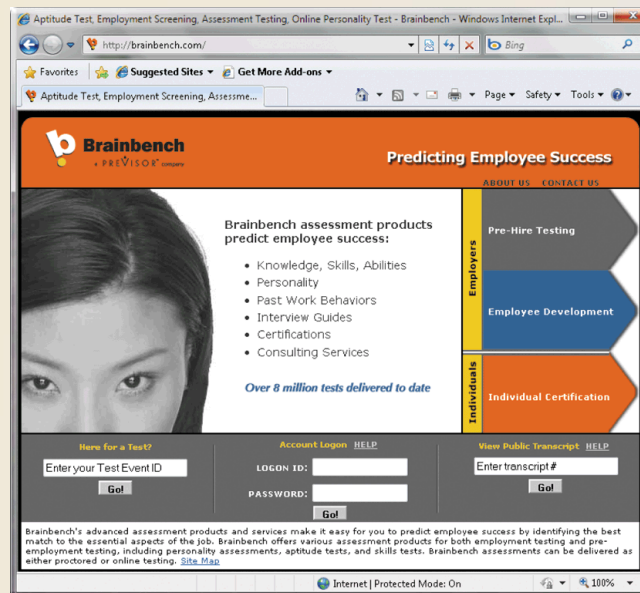 Aptitude Test, Employment Screening, Assessment Testing, Online Personality Test - Brainbench - Windows Internet Expl...
http://brainbench.com/
Bing
Favorites Suggested Sites Get More Add-ons
Aptitude Test, Employment Screening, Assessme... Page Safety Tools
b Brainbench
a PREVISOR company
Predicting Employee Success
ABOUT US CONTACT US
Brainbench assessment products
predict employee success:
• Knowledge, Skills, Abilities
• Personality
• Past Work Behaviors
• Interview Guides
• Certifications
• Consulting Services
Over 8 million tests delivered to date
Employers
Pre-Hire Testing
Employee Development
Individuals
Individual Certification
Here for a Test?
Enter your Test Event ID
Go!
Account Logon HELP
LOGON ID:
PASSWORD:
Go!
View Public Transcript HELP
Enter transcript #
Go!
Brainbench's advanced assessment products and services make it easy for you to predict employee success by identifying the best
match to the essential aspects of the job. Brainbench offers various assessment products for both employment testing and pre-
employment testing, including personality assessments, aptitude tests, and skills tests. Brainbench assessments can be delivered as
either proctored or online testing. Site Map
Internet | Protected Mode: On 100%